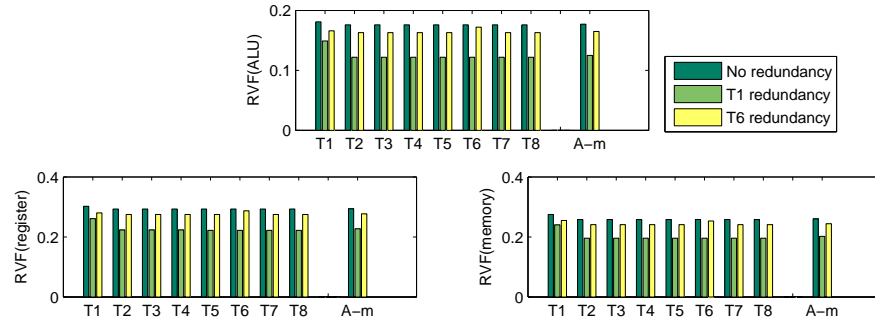 0.2
0.1
0
RVF(ALU)
T1 T2 T3 T4 T5 T6 T7 T8 A−m
No redundancy
T1 redundancy
T6 redundancy
0.4
0.2
0
RVF(register)
T1 T2 T3 T4 T5 T6 T7 T8 A−m
0.4
0.2
0
RVF(memory)
T1 T2 T3 T4 T5 T6 T7 T8 A−m